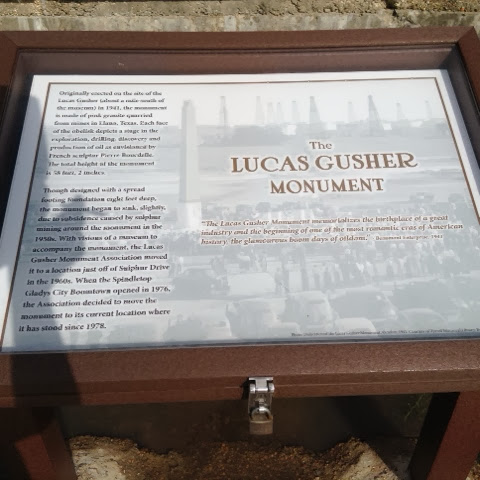 Originally erected on the site of the
Lucas Gusher (about a mile south of
the museum) in 1941, the monument
is made of pink granite quarried
from mines in Llano, Texas. Each face
of the obelisk depicts a stage in the
exploration, drilling, discovery and
production of oil as envisioned by
French sculptor Pierre Bourdelle.
The total height of the monument
is 58 feet, 2 inches.
Though designed with a spread
footing foundation eight feet deep,
the monument began to sink, slightly,
due to subsidence caused by sulphur
mining around the monument in the
1950s. With visions of a museum to
accompany the monument, the Lucas
Gusher Monument Association moved
it to a location just off of Sulphur Drive
in the 1960s. When the Spindletop
Gladys City Boomtown opened in 1976,
the Association decided to move the
monument to its current location where
it has stood since 1978.
The
LUCAS GUSHER
MONUMENT
"The Lucas Gusher Monument memorializes the birthplace of a great
industry and the beginning of one of the most romantic eras of American
history, the glamourous boom days of oildom." Beaumont Enterprise, 1941